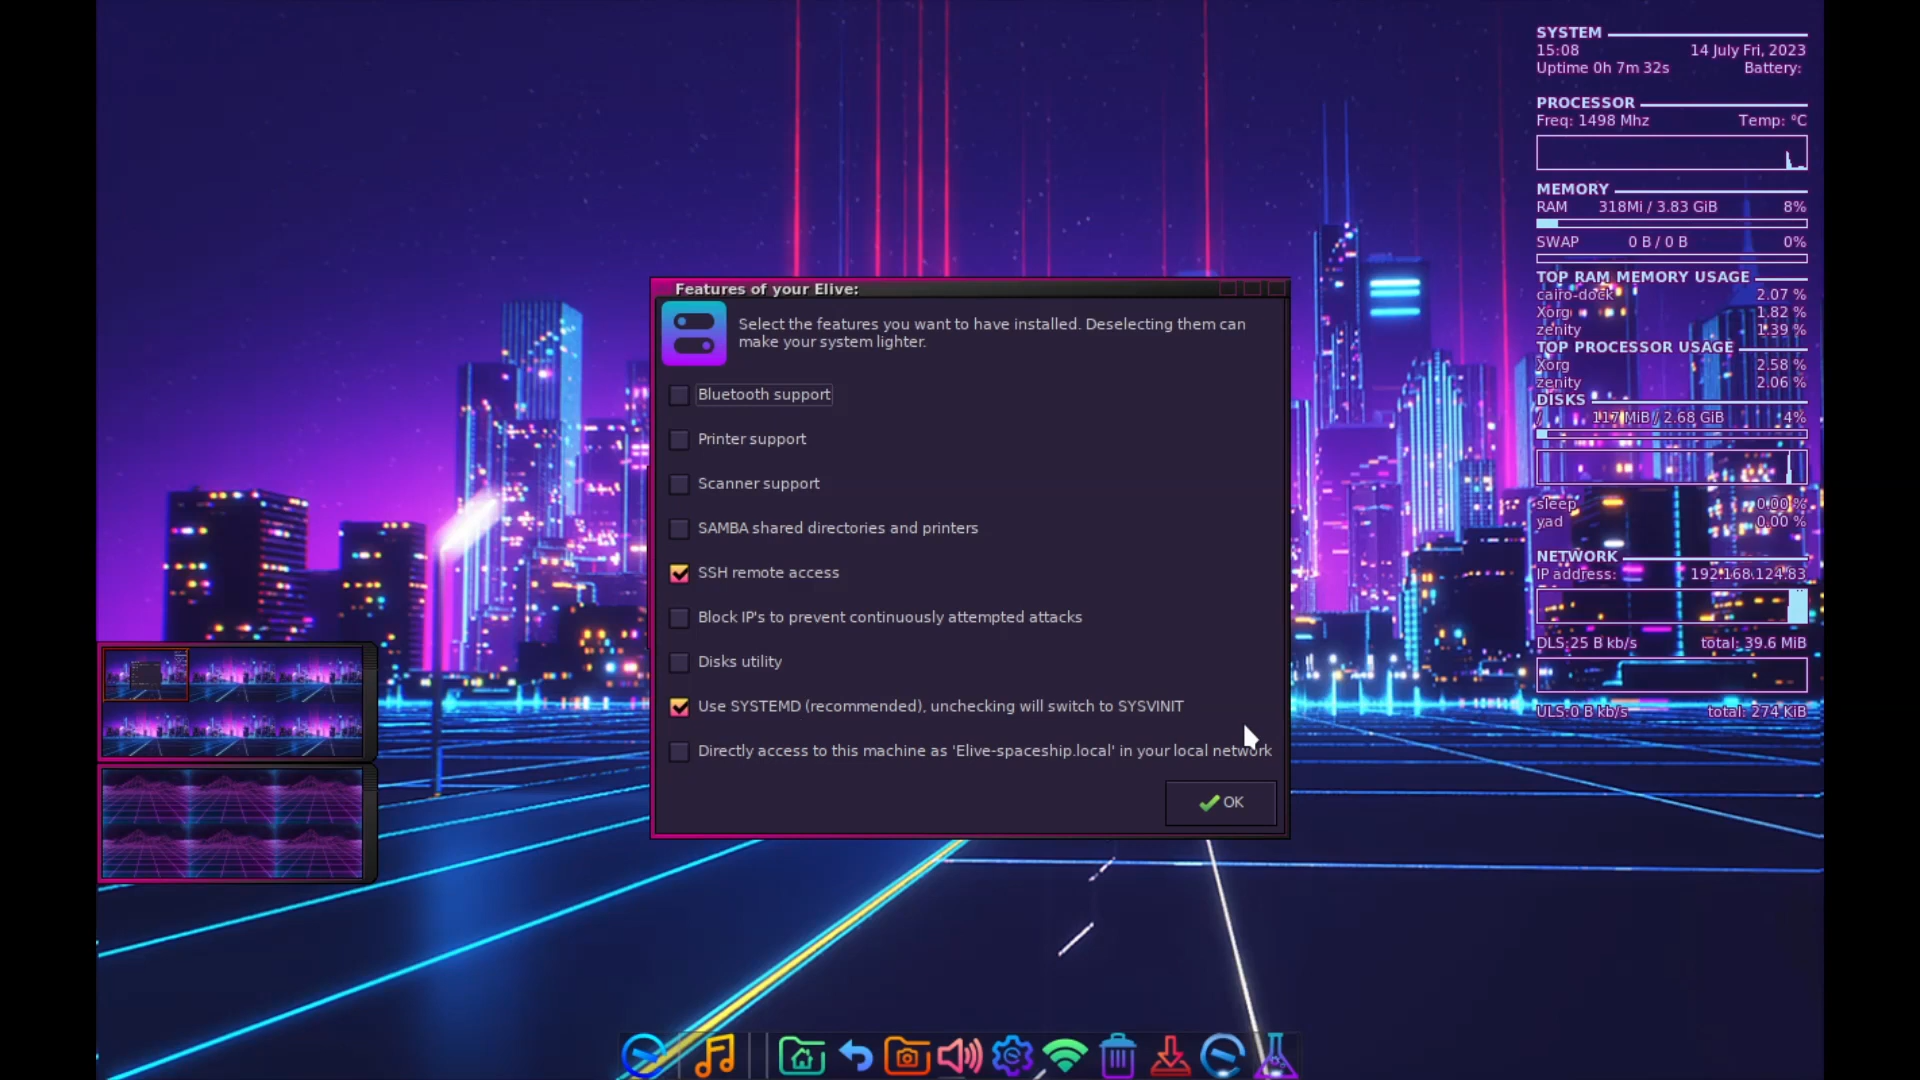 SYSTEM
15:08 14 July Fri, 2023
Uptime 0h 7m 32s Battery:
PROCESSOR
Freq: 1498 Mhz Temp: °C
MEMORY
RAM 318Mi / 3.83 GiB 8%
SWAP 0 B / 0 B 0%
TOP RAM MEMORY USAGE
cairo-dock 2.07 %
Xorg 1.82 %
zenity 1.39 %
TOP PROCESSOR USAGE
Xorg 2.58 %
zenity 2.06 %
DISKS
/ 117 MiB / 2.68 GiB 4%
sleep 0.00 %
yad 0.00 %
NETWORK
IP address: 192.168.124.83
DLS:25 B kb/s total: 39.6 MiB
ULS:0 B kb/s total: 274 KiB
Features of your Elive:
Select the features you want to have installed. Deselecting them can
make your system lighter.
Bluetooth support
Printer support
Scanner support
SAMBA shared directories and printers
SSH remote access
Block IP's to prevent continuously attempted attacks
Disks utility
Use SYSTEMD (recommended), unchecking will switch to SYSVINIT
Directly access to this machine as 'Elive-spaceship.local' in your local network
OK